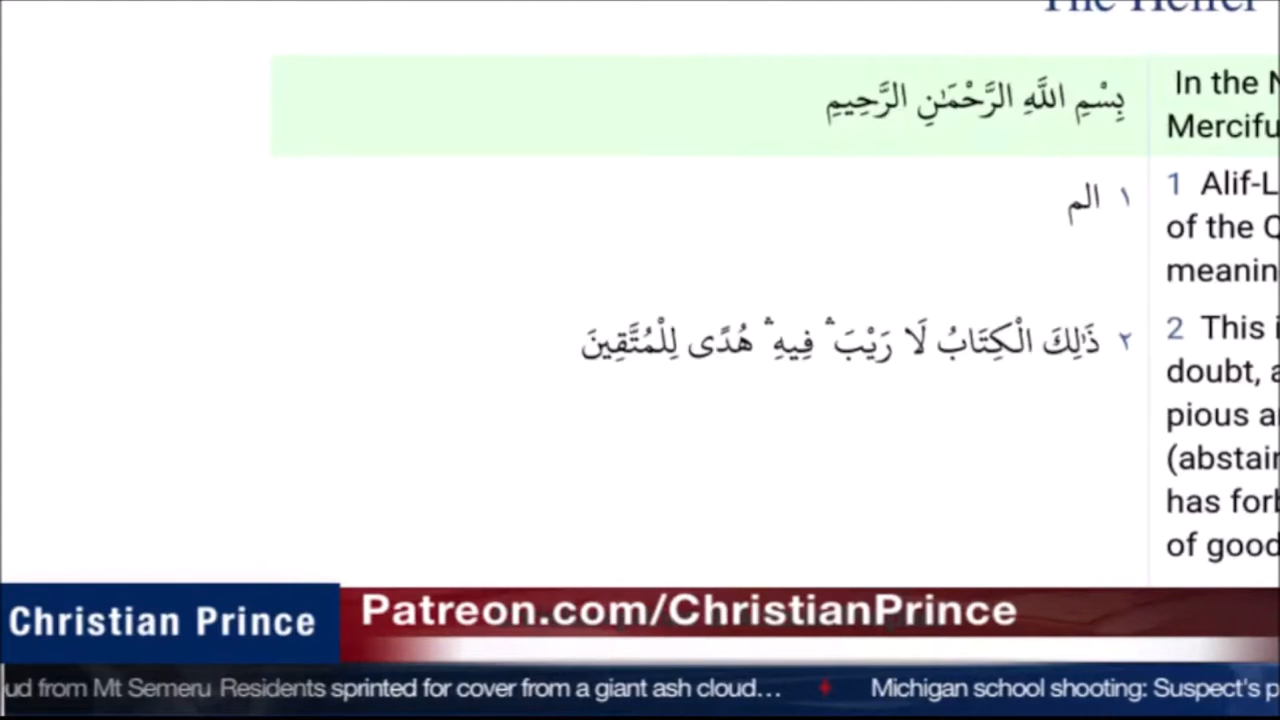 The Heifer
بِسْمِ اللَّهِ الرَّحْمَٰنِ الرَّحِيمِ
In the
Mercifu
١ الم
1 Alif-L
of the
meanin
٢ ذَٰلِكَ الْكِتَابُ لَا رَيْبَ ۛ فِيهِ ۛ هُدًى لِلْمُتَّقِينَ
2 This
doubt, a
pious a
(abstai
has for
of good
Christian Prince
Patreon.com/ChristianPrince
ud from Mt Semeru Residents sprinted for cover from a giant ash cloud... Michigan school shooting: Suspect's p